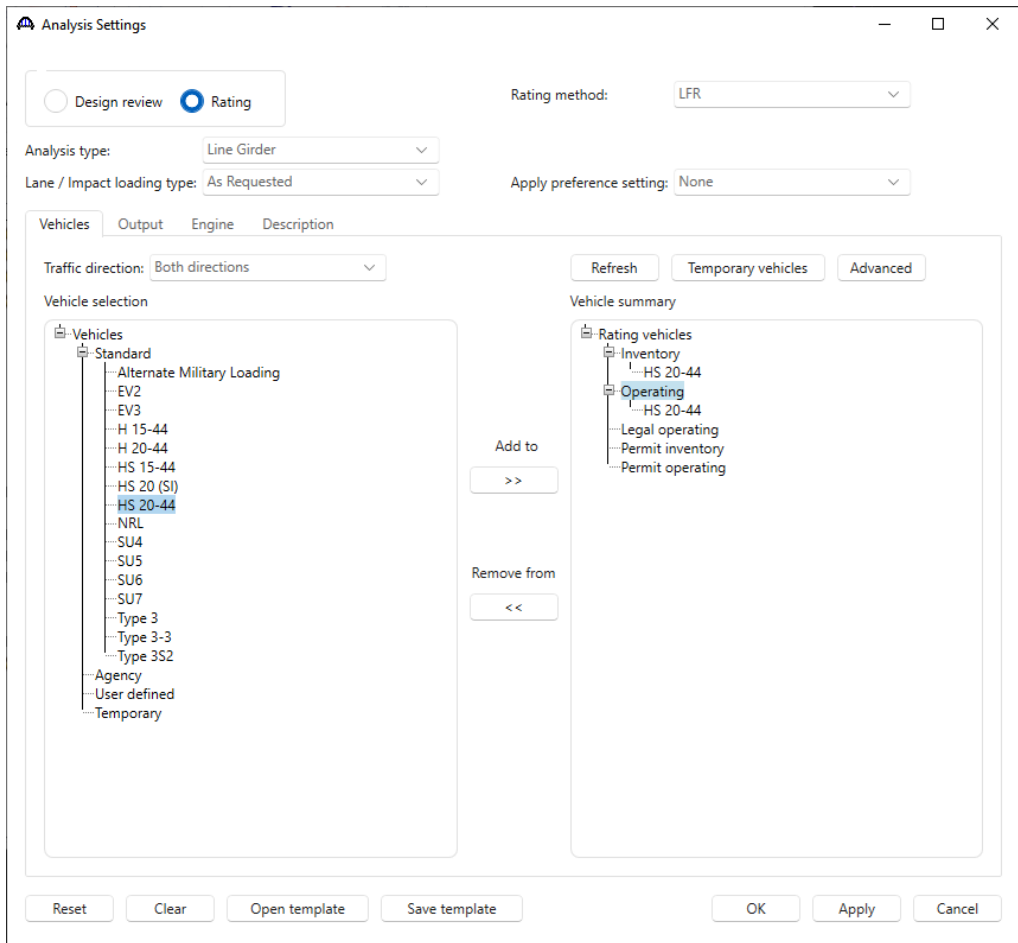 Analysis Settings
Design review
Rating
Rating method:
LFR
Analysis type:
Line Girder
Lane / Impact loading type:
As Requested
Apply preference setting:
None
Vehicles
Output
Engine
Description
Traffic direction:
Both directions
Refresh
Temporary vehicles
Advanced
Vehicle selection
Vehicles
Standard
Alternate Military Loading
EV2
EV3
H 15-44
H 20-44
HS 15-44
HS 20 (SI)
HS 20-44
NRL
SU4
SU5
SU6
SU7
Type 3
Type 3-3
Type 3S2
Agency
User defined
Temporary
Add to
>>
Remove from
<<
Vehicle summary
Rating vehicles
Inventory
HS 20-44
Operating
HS 20-44
Legal operating
Permit inventory
Permit operating
Reset
Clear
Open template
Save template
OK
Apply
Cancel